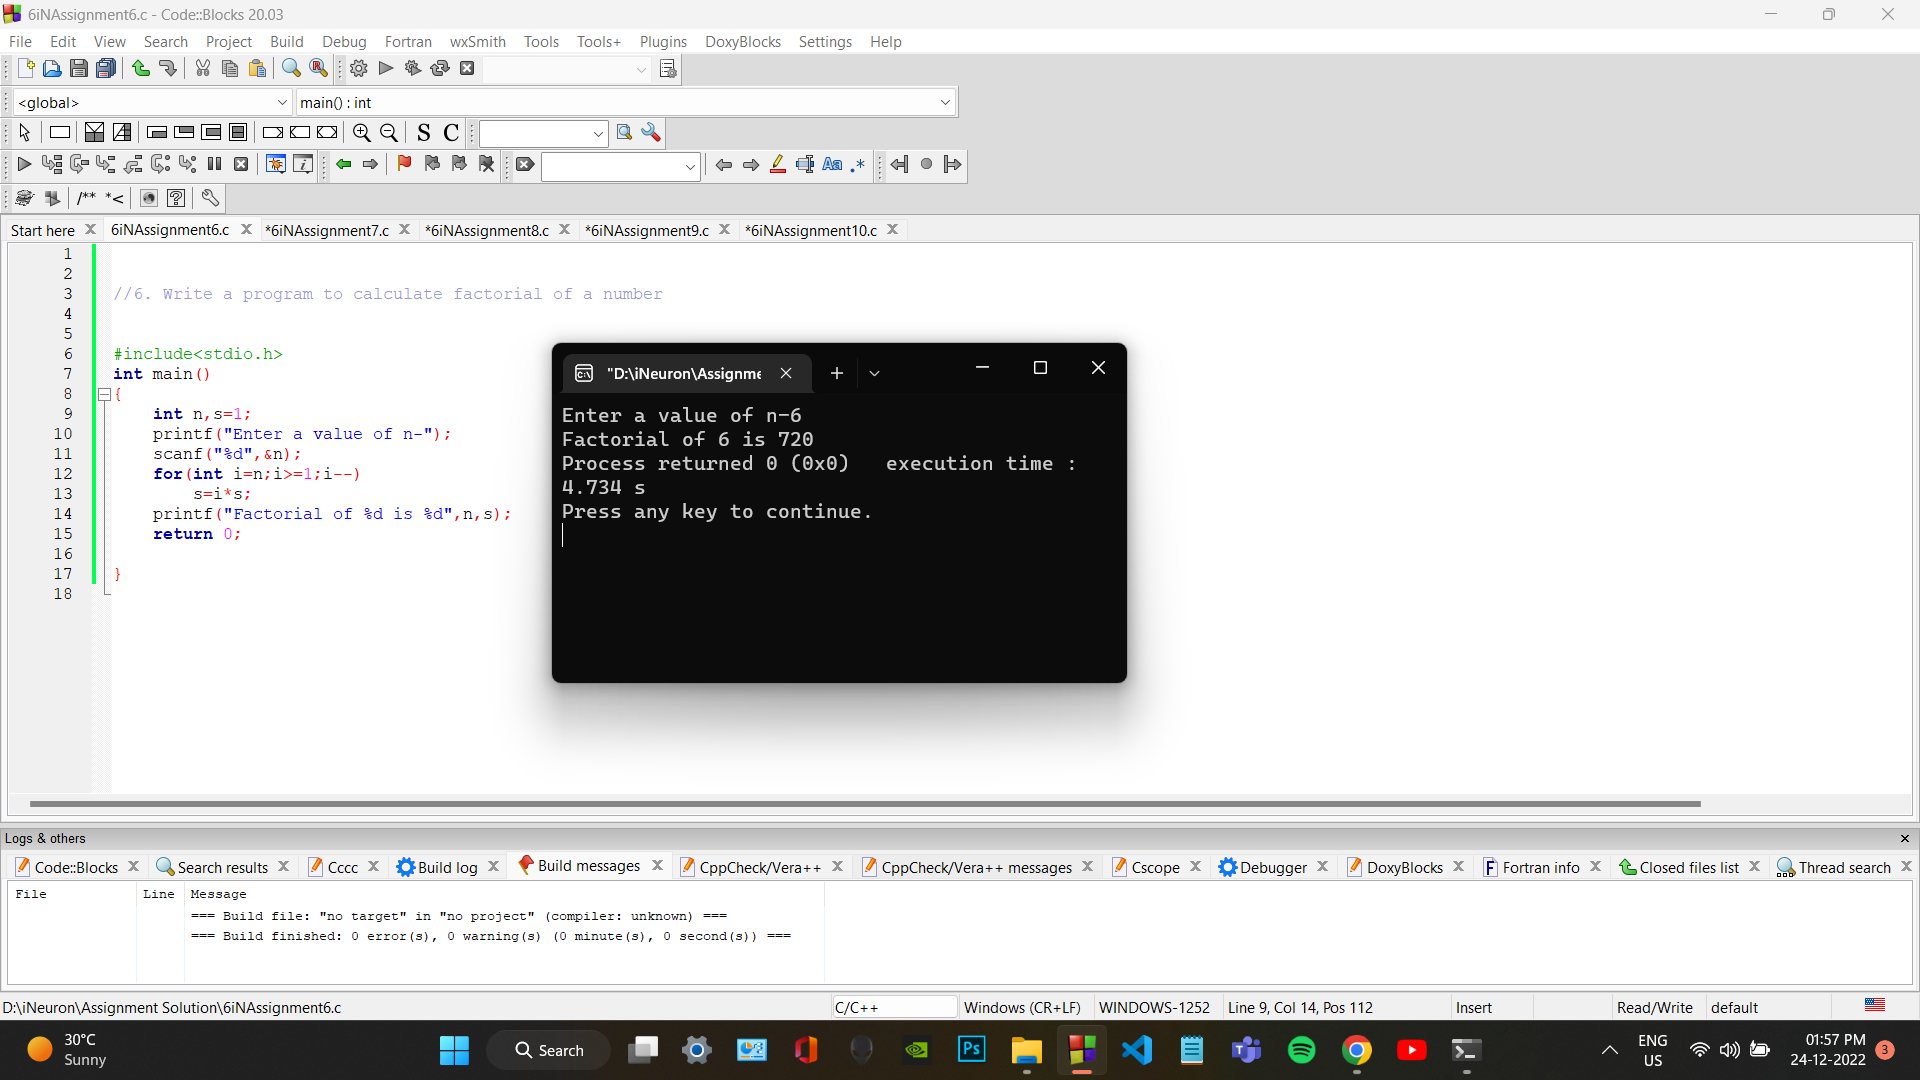 6iNAssignment6.c - Code::Blocks 20.03
File Edit View Search Project Build Debug Fortran wxSmith Tools Tools+ Plugins DoxyBlocks Settings Help
<global> main() : int
S C
Aa .*
/** *<
Start here 6iNAssignment6.c *6iNAssignment7.c *6iNAssignment8.c *6iNAssignment9.c *6iNAssignment10.c
1
2
3 //6. Write a program to calculate factorial of a number
4
5
6 #include<stdio.h>
7 int main()
8 {
9 int n,s=1;
10 printf("Enter a value of n-");
11 scanf("%d",&n);
12 for(int i=n;i>=1;i--)
13 s=i*s;
14 printf("Factorial of %d is %d",n,s);
15 return 0;
16
17 }
18
"D:\iNeuron\Assignme
Enter a value of n-6
Factorial of 6 is 720
Process returned 0 (0x0)   execution time :
4.734 s
Press any key to continue.
Logs & others
Code::Blocks Search results Cccc Build log Build messages CppCheck/Vera++ CppCheck/Vera++ messages Cscope Debugger DoxyBlocks Fortran info Closed files list Thread search
File Line Message
=== Build file: "no target" in "no project" (compiler: unknown) ===
=== Build finished: 0 error(s), 0 warning(s) (0 minute(s), 0 second(s)) ===
D:\iNeuron\Assignment Solution\6iNAssignment6.c C/C++ Windows (CR+LF) WINDOWS-1252 Line 9, Col 14, Pos 112 Insert Read/Write default
30°C
Sunny
Search
Ps
ENG
US
01:57 PM
24-12-2022
3